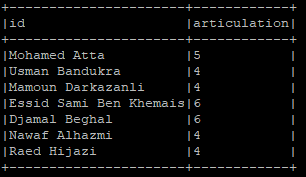 +----------------------+------------+
|id                    |articulation|
+----------------------+------------+
|Mohamed Atta          |5           |
|Usman Bandukra        |4           |
|Mamoun Darkazanli     |4           |
|Essid Sami Ben Khemais|6           |
|Djamal Beghal         |6           |
|Nawaf Alhazmi         |4           |
|Raed Hijazi           |4           |
+----------------------+------------+